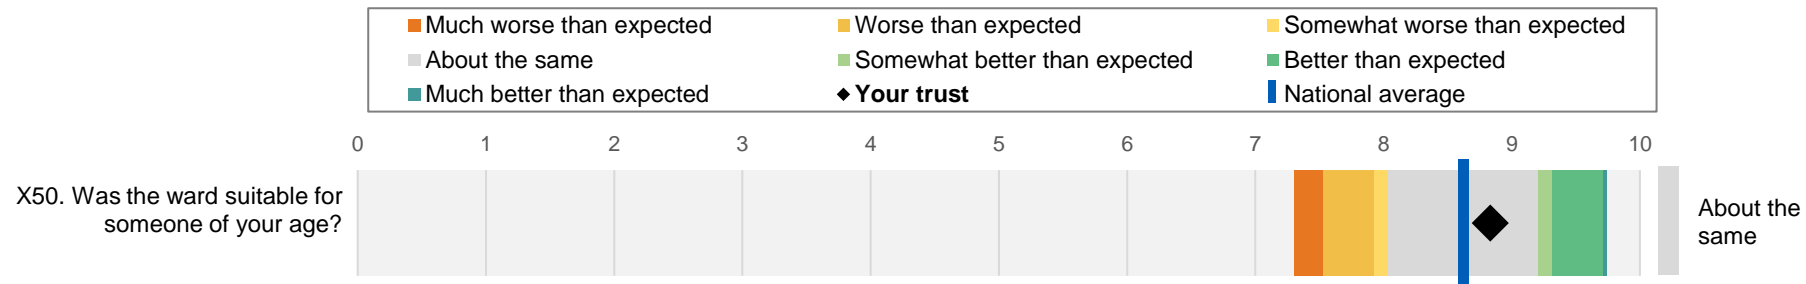 Much worse than expected
Worse than expected
Somewhat worse than expected
About the same
Somewhat better than expected
Better than expected
Much better than expected
Your trust
National average
0 1 2 3 4 5 6 7 8 9 10
X50. Was the ward suitable for
someone of your age?
About the
same